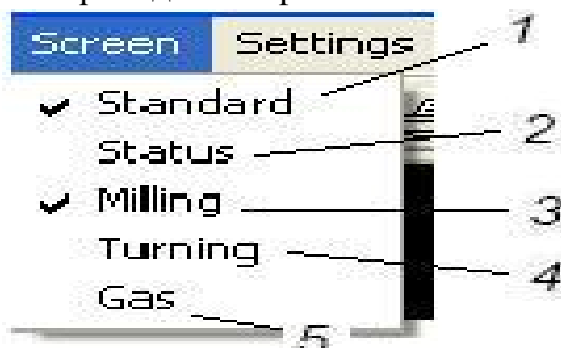 Screen Settings
Standard 1
Status 2
Milling 3
Turning 4
Gas 5